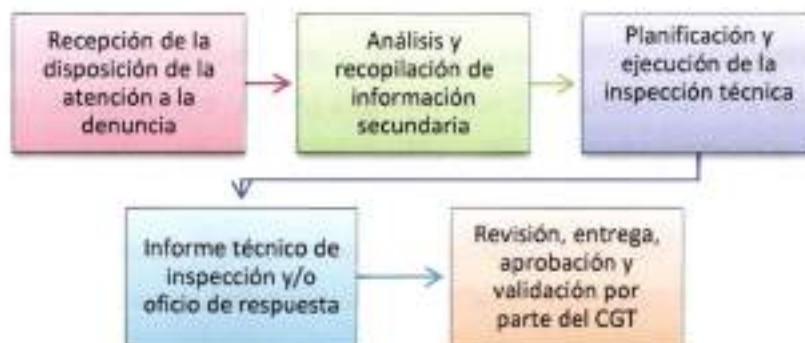 Recepción de la
disposición de la
atención a la
denuncia
Análisis y
recopilación de
información
secundaria
Planificación y
ejecución de la
inspección técnica
Informe técnico de
inspección y/o
oficio de respuesta
Revisión, entrega,
aprobación y
validación por
parte del CGT